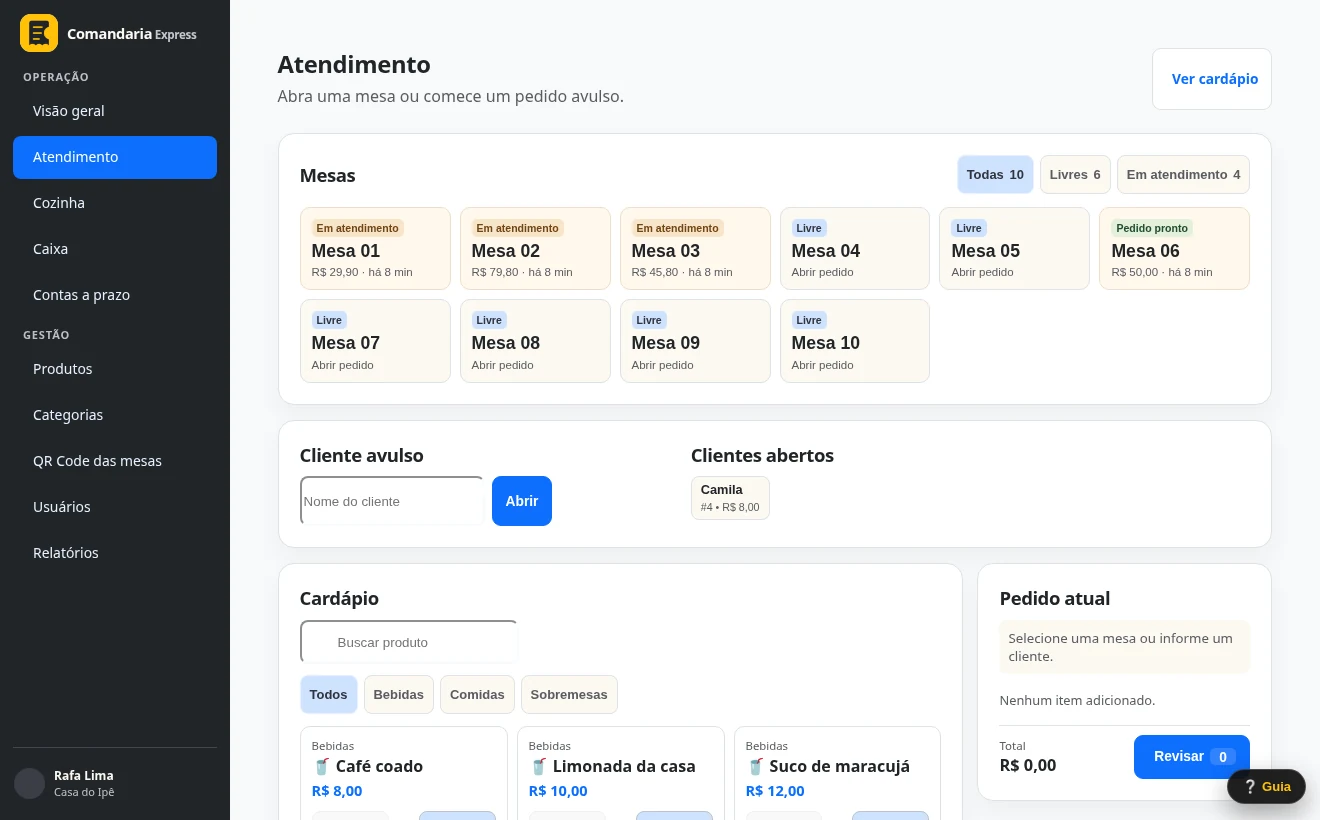 Comandaria Express
OPERAÇÃO
Visão geral
Atendimento
Cozinha
Caixa
Contas a prazo
GESTÃO
Produtos
Categorias
QR Code das mesas
Usuários
Relatórios
Rafa Lima
Casa do Ipê
Atendimento
Abra uma mesa ou comece um pedido avulso.
Ver cardápio
Mesas
Todas 10
Livres 6
Em atendimento 4
Em atendimento
Mesa 01
R$ 29,90 · há 8 min
Em atendimento
Mesa 02
R$ 79,80 · há 8 min
Em atendimento
Mesa 03
R$ 45,80 · há 8 min
Livre
Mesa 04
Abrir pedido
Livre
Mesa 05
Abrir pedido
Pedido pronto
Mesa 06
R$ 50,00 · há 8 min
Livre
Mesa 07
Abrir pedido
Livre
Mesa 08
Abrir pedido
Livre
Mesa 09
Abrir pedido
Livre
Mesa 10
Abrir pedido
Cliente avulso
Nome do cliente
Abrir
Clientes abertos
Camila
#4 • R$ 8,00
Cardápio
Buscar produto
Todos
Bebidas
Comidas
Sobremesas
Bebidas
Café coado
R$ 8,00
Bebidas
Limonada da casa
R$ 10,00
Bebidas
Suco de maracujá
R$ 12,00
Pedido atual
Selecione uma mesa ou informe um
cliente.
Nenhum item adicionado.
Total
R$ 0,00
Revisar 0
? Guia